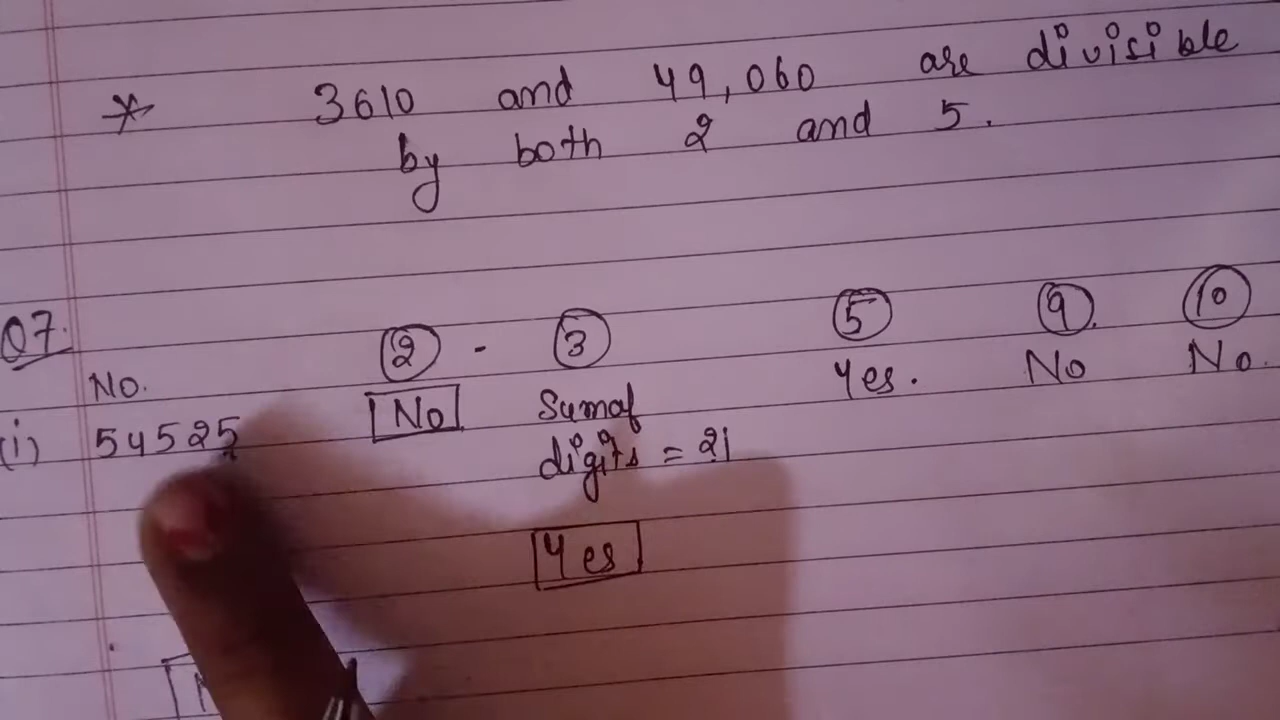 * 3610 and 49,060 are divisible
by both 2 and 5.
Q7.
No. ② - ③ ⑤ ⑨ ⑩
(i) 54525 No Sum of Yes. No No.
digits = 21
Yes